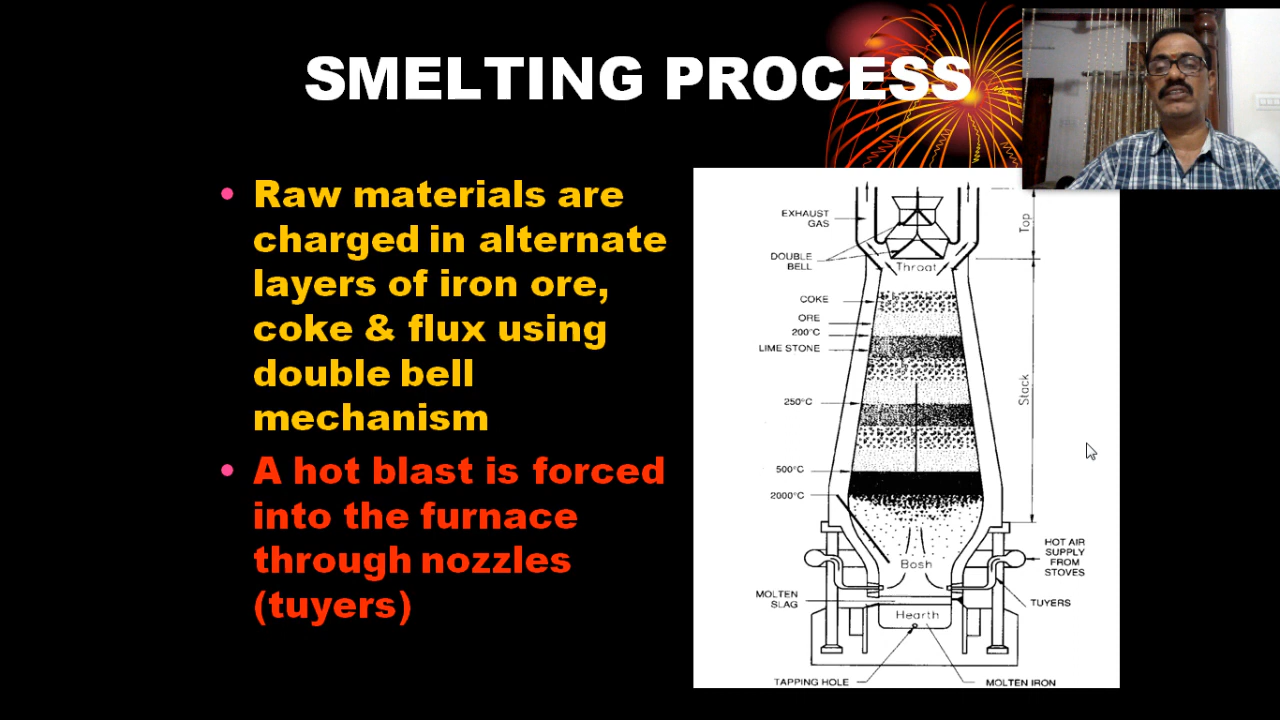 SMELTING PROCESS
• Raw materials are
charged in alternate
layers of iron ore,
coke & flux using
double bell
mechanism
• A hot blast is forced
into the furnace
through nozzles
(tuyers)
EXHAUST
GAS
DOUBLE
BELL
Throat
Top
COKE
ORE
200°C
LIME STONE
250°C
Stack
500°C
2000°C
HOT AIR
SUPPLY
FROM
STOVES
Bosh
MOLTEN
SLAG
TUYERS
Hearth
TAPPING HOLE
MOLTEN IRON